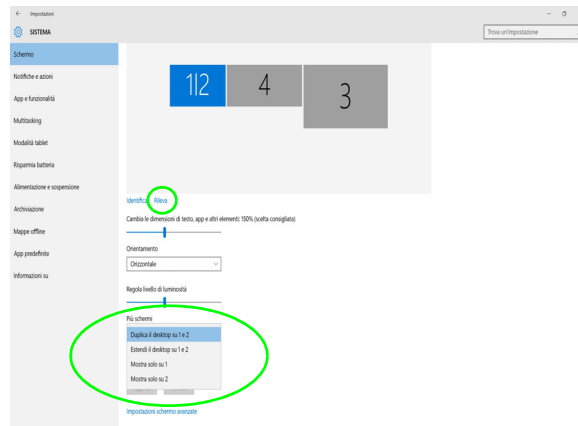 Impostazioni
SISTEMA
Trova un'impostazione
Schermo
Notifiche e azioni
App e funzionalità
Multitasking
Modalità tablet
Risparmia batteria
Alimentazione e sospensione
Archiviazione
Mappe offline
App predefinite
Informazioni su
1|2
4
3
Identifica Rileva
Cambia le dimensioni di testo, app e altri elementi: 150% (scelta consigliata)
Orientamento
Orizzontale
Regola livello di luminosità
Più schermi
Duplica il desktop su 1 e 2
Estendi il desktop su 1 e 2
Mostra solo su 1
Mostra solo su 2
Impostazioni schermo avanzate